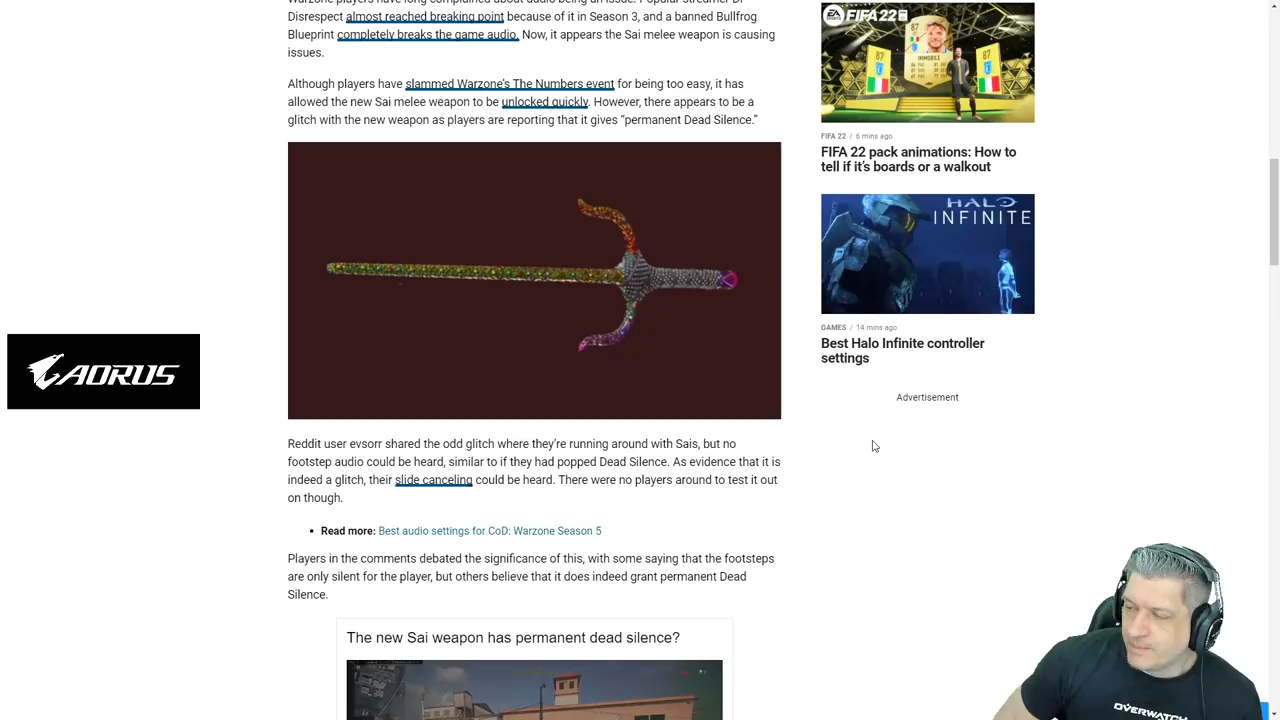 Warzone players have long complained about audio being an issue. Popular streamer Dr
Disrespect almost reached breaking point because of it in Season 3, and a banned Bullfrog
Blueprint completely breaks the game audio. Now, it appears the Sai melee weapon is causing
issues.
Although players have slammed Warzone's The Numbers event for being too easy, it has
allowed the new Sai melee weapon to be unlocked quickly. However, there appears to be a
glitch with the new weapon as players are reporting that it gives “permanent Dead Silence.”
Reddit user evsorr shared the odd glitch where they’re running around with Sais, but no
footstep audio could be heard, similar to if they had popped Dead Silence. As evidence that it is
indeed a glitch, their slide canceling could be heard. There were no players around to test it out
on though.
• Read more: Best audio settings for CoD: Warzone Season 5
Players in the comments debated the significance of this, with some saying that the footsteps
are only silent for the player, but others believe that it does indeed grant permanent Dead
Silence.
The new Sai weapon has permanent dead silence?
EA SPORTS FIFA 22
87
87
IMMOBILE
87
FIFA 22 / 6 mins ago
FIFA 22 pack animations: How to
tell if it’s boards or a walkout
HALO
INFINITE
GAMES / 14 mins ago
Best Halo Infinite controller
settings
Advertisement
AORUS
OVERWATCH